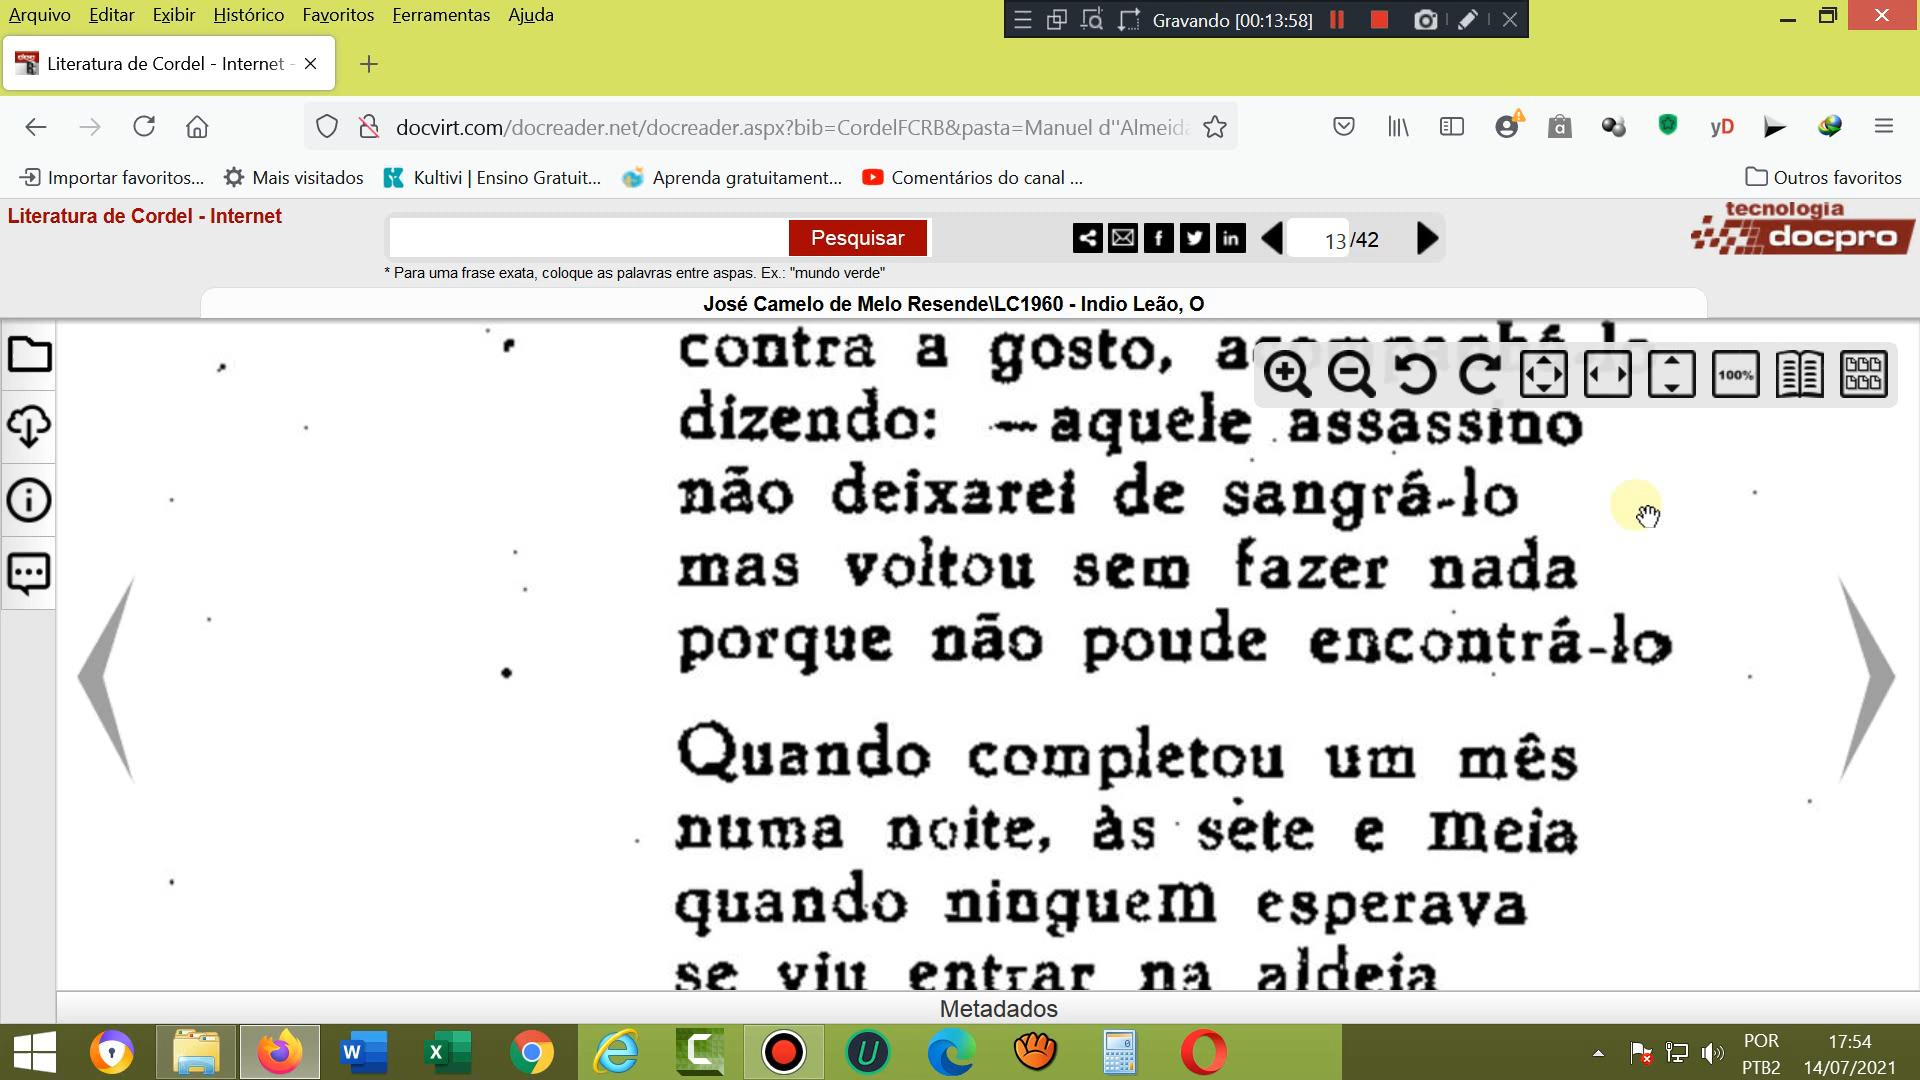 Arquivo Editar Exibir Histórico Favoritos Ferramentas Ajuda
Gravando [00:13:58]
Literatura de Cordel - Internet -
docvirt.com/docreader.net/docreader.aspx?bib=CordelFCRB&pasta=Manuel d"Almeida
Importar favoritos... Mais visitados Kultivi | Ensino Gratuit... Aprenda gratuitament... Comentários do canal ... Outros favoritos
Literatura de Cordel - Internet
Pesquisar
13 /42
tecnologia
docpro
* Para uma frase exata, coloque as palavras entre aspas. Ex.: "mundo verde"
José Camelo de Melo Resende\LC1960 - Indio Leão, O
100%
contra a gosto, acompanhá-lo
dizendo: —aquele assassino
não deixarei de sangrá-lo
mas voltou sem fazer nada
porque não poude encontrá-lo
Quando completou um mês
numa noite, às sete e meia
quando ninguem esperava
se viu entrar na aldeia
Metadados
POR
PTB2
17:54
14/07/2021